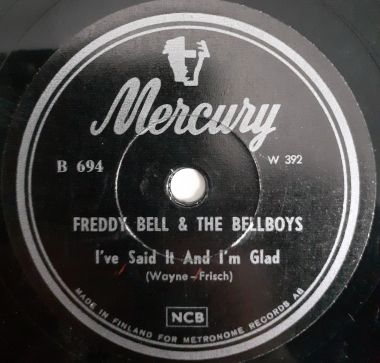 Mercury
B 694
W 392
FREDDY BELL & THE BELLBOYS
I've Said It And I'm Glad
(Wayne-Frisch)
NCB
MADE IN FINLAND FOR METRONOME RECORDS AB